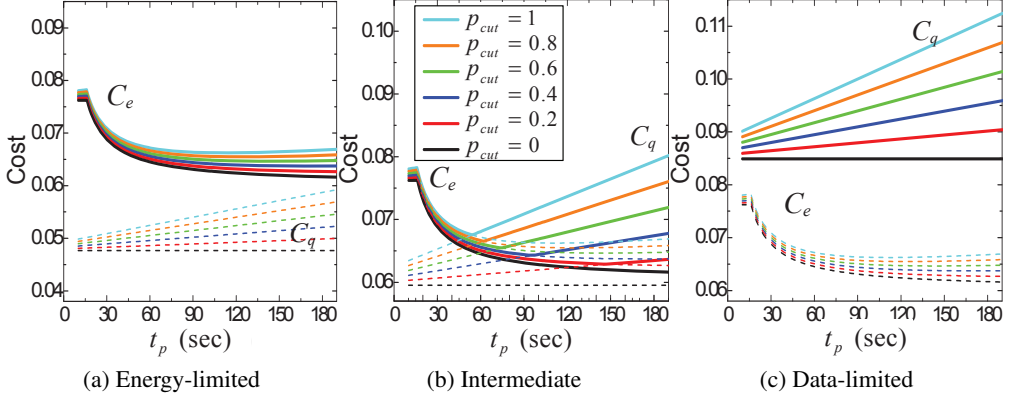 0.09
0.08
0.07
0.06
0.05
0.04
Cost
C_e
C_q
0 30 60 90 120 150 180
t_p (sec)
(a) Energy-limited
0.10
0.09
0.08
0.07
0.06
Cost
p_cut = 1
p_cut = 0.8
p_cut = 0.6
p_cut = 0.4
p_cut = 0.2
p_cut = 0
C_q
C_e
0 30 60 90 120 150 180
t_p (sec)
(b) Intermediate
0.11
0.10
0.09
0.08
0.07
0.06
Cost
C_q
C_e
0 30 60 90 120 150 180
t_p (sec)
(c) Data-limited